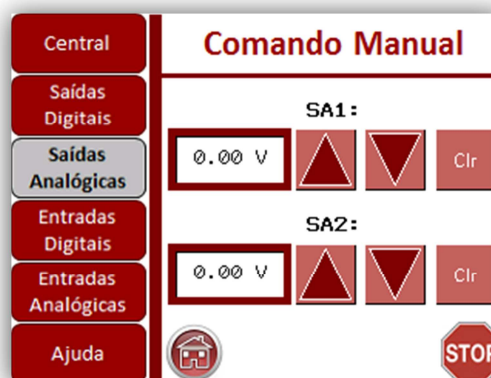 Central
Saídas
Digitais
Saídas
Analógicas
Entradas
Digitais
Entradas
Analógicas
Ajuda
Comando Manual
SA1:
0.00 V
Clr
SA2:
0.00 V
Clr
STOP